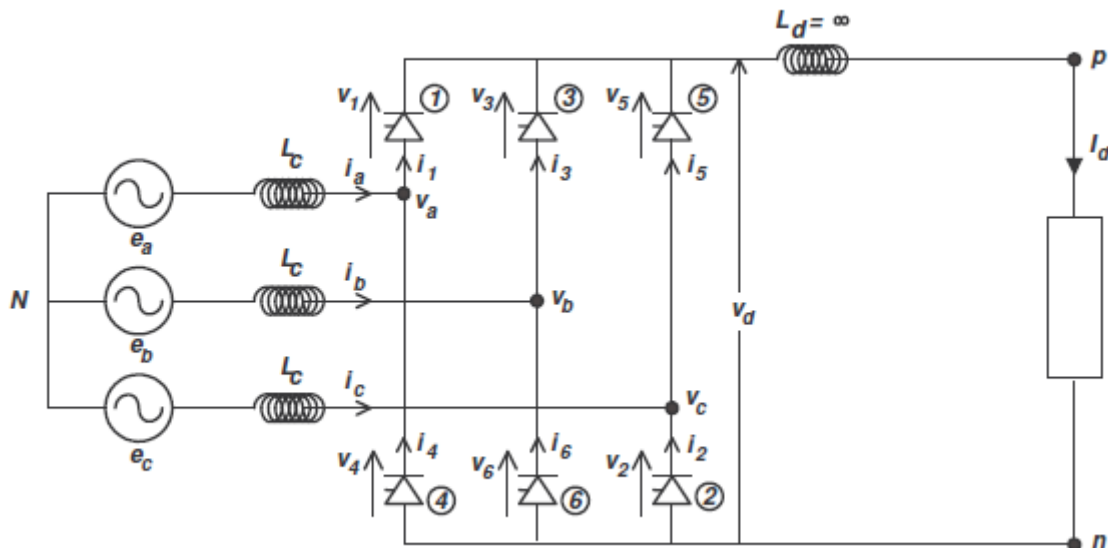 L_d = ∞
p
v_1 ① v_3 ③ v_5 ⑤
I_d
L_c i_a i_1 i_3 i_5
v_a
e_a
L_c i_b
N v_b v_d
e_b
L_c i_c
v_c
e_c
i_4 i_6 i_2
v_4 v_6 v_2
④ ⑥ ②
n